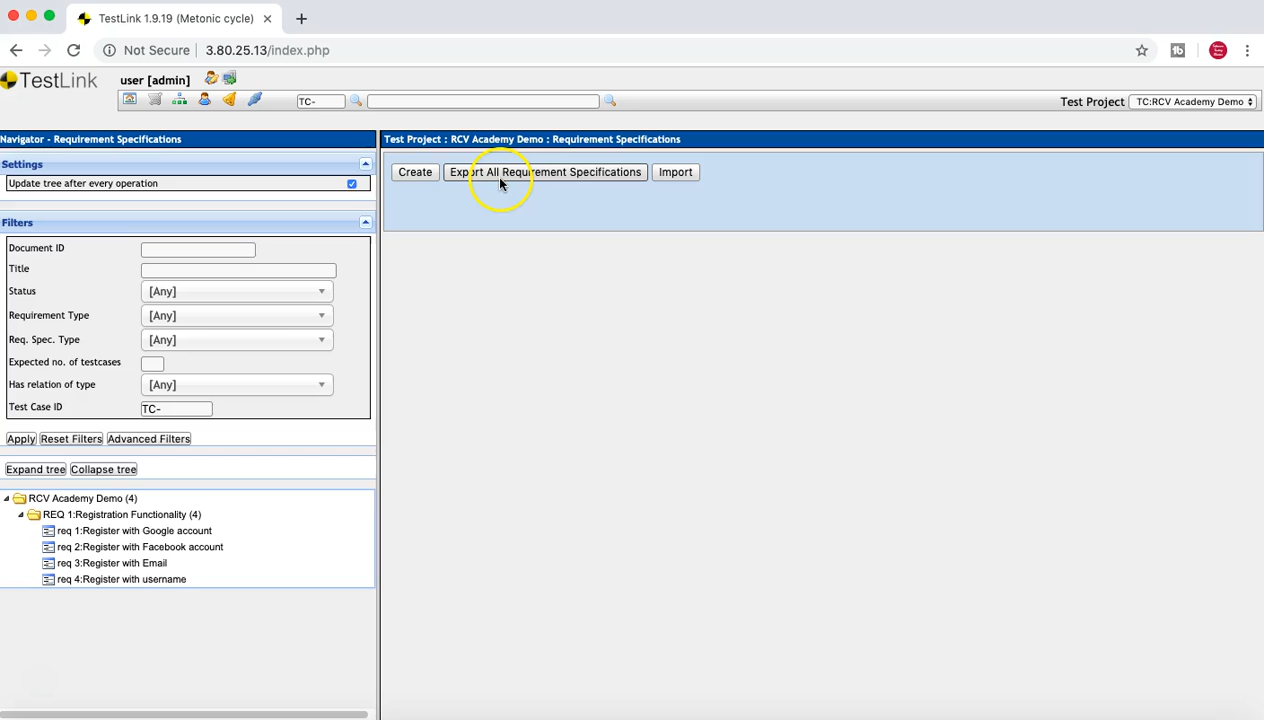 TestLink 1.9.19 (Metonic cycle)
Not Secure 3.80.25.13/index.php
TestLink
user [admin]
TC-
Test Project TC:RCV Academy Demo
Navigator - Requirement Specifications
Test Project : RCV Academy Demo : Requirement Specifications
Settings
Update tree after every operation
Create Export All Requirement Specifications Import
Filters
Document ID
Title
Status [Any]
Requirement Type [Any]
Req. Spec. Type [Any]
Expected no. of testcases
Has relation of type [Any]
Test Case ID TC-
Apply Reset Filters Advanced Filters
Expand tree Collapse tree
RCV Academy Demo (4)
REQ 1:Registration Functionality (4)
req 1:Register with Google account
req 2:Register with Facebook account
req 3:Register with Email
req 4:Register with username